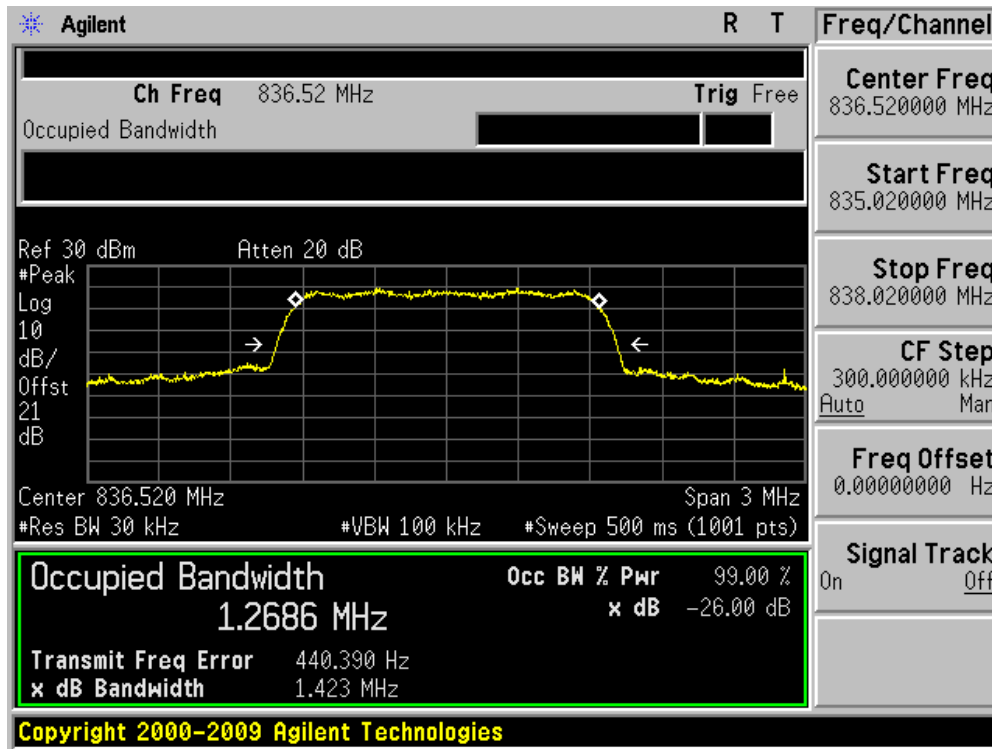 Agilent R T
Ch Freq 836.52 MHz Trig Free
Occupied Bandwidth
Ref 30 dBm Atten 20 dB
#Peak
Log
10
dB/
Offst
21
dB
Center 836.520 MHz Span 3 MHz
#Res BW 30 kHz #VBW 100 kHz #Sweep 500 ms (1001 pts)
Occupied Bandwidth Occ BW % Pwr 99.00 %
1.2686 MHz x dB -26.00 dB
Transmit Freq Error 440.390 Hz
x dB Bandwidth 1.423 MHz
Copyright 2000-2009 Agilent Technologies
Freq/Channel
Center Freq
836.520000 MHz
Start Freq
835.020000 MHz
Stop Freq
838.020000 MHz
CF Step
300.000000 kHz
Auto Man
Freq Offset
0.00000000 Hz
Signal Track
On Off